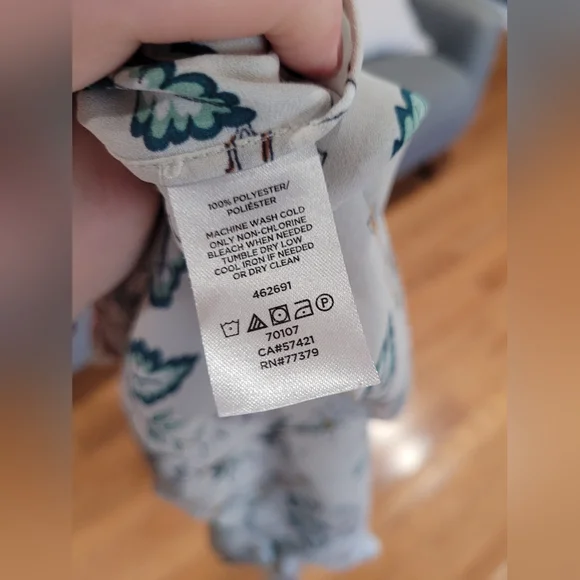 100% POLYESTER/
POLIÉSTER
MACHINE WASH COLD
ONLY NON-CHLORINE
BLEACH WHEN NEEDED
TUMBLE DRY LOW
COOL IRON IF NEEDED
OR DRY CLEAN
462691
P
70107
CA#57421
RN#77379